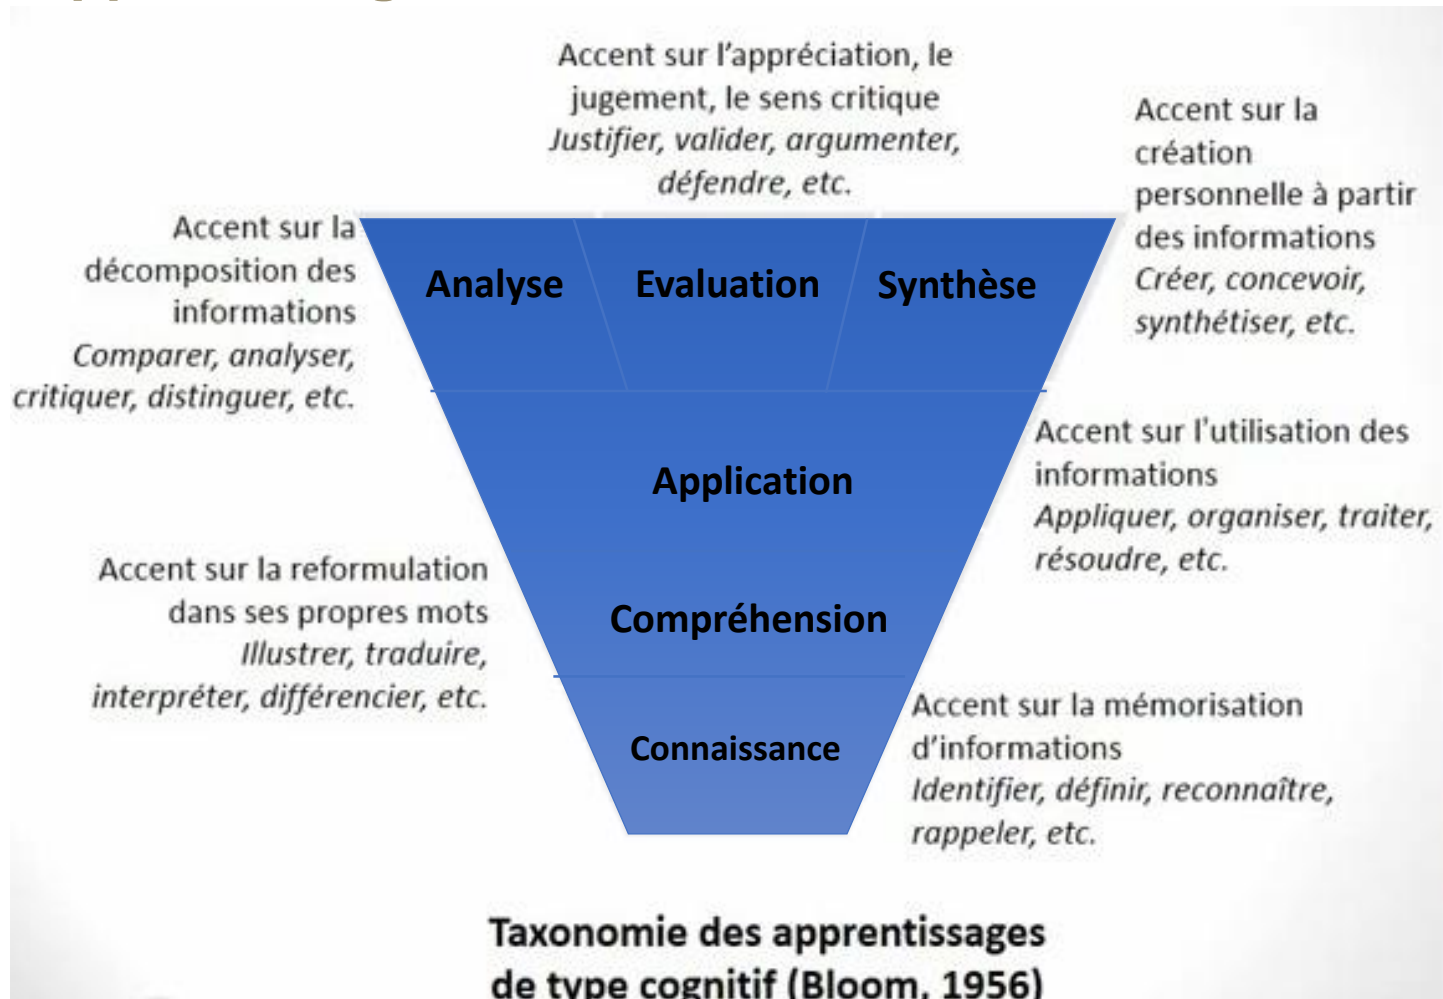 Accent sur l’appréciation, le
jugement, le sens critique
Justifier, valider, argumenter,
défendre, etc.
Accent sur la
création
personnelle à partir
des informations
Créer, concevoir,
synthétiser, etc.
Accent sur la
décomposition des
informations
Comparer, analyser,
critiquer, distinguer, etc.
Analyse
Evaluation
Synthèse
Accent sur l'utilisation des
informations
Appliquer, organiser, traiter,
résoudre, etc.
Application
Accent sur la reformulation
dans ses propres mots
Illustrer, traduire,
interpréter, différencier, etc.
Compréhension
Accent sur la mémorisation
d’informations
Identifier, définir, reconnaître,
rappeler, etc.
Connaissance
Taxonomie des apprentissages
de type cognitif (Bloom, 1956)